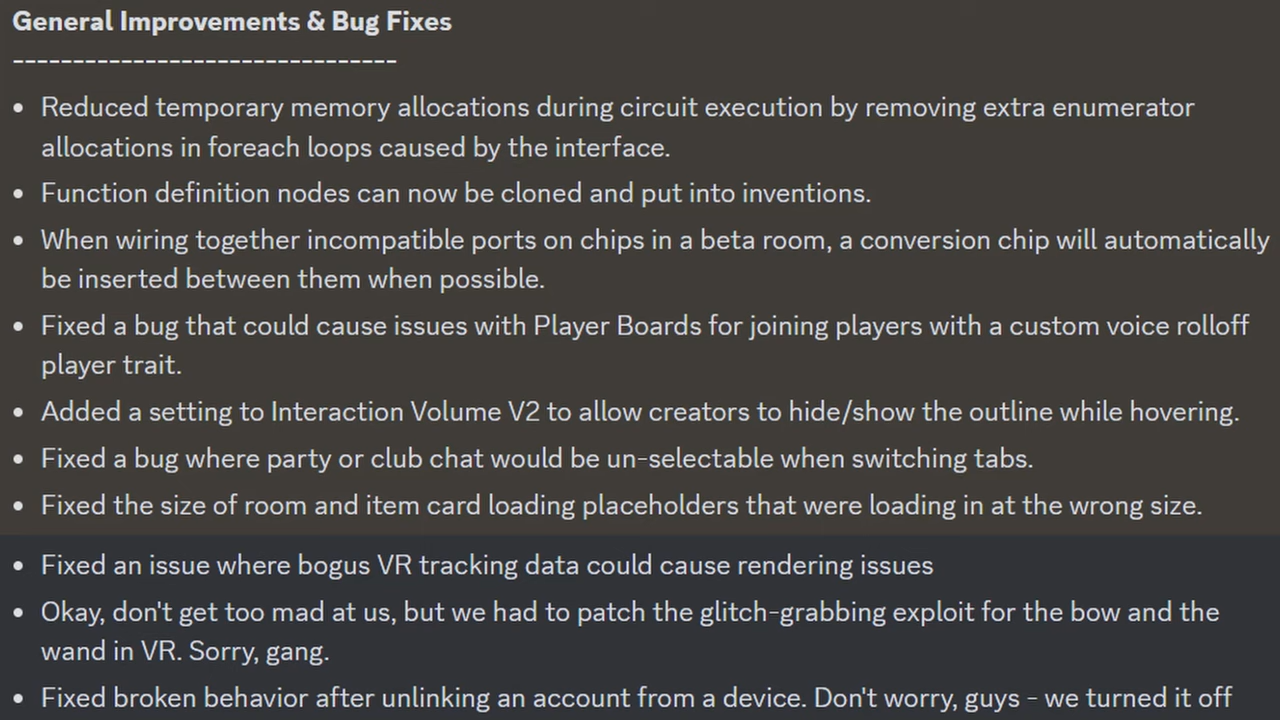 General Improvements & Bug Fixes
--------------------------------
• Reduced temporary memory allocations during circuit execution by removing extra enumerator
allocations in foreach loops caused by the interface.
• Function definition nodes can now be cloned and put into inventions.
• When wiring together incompatible ports on chips in a beta room, a conversion chip will automatically
be inserted between them when possible.
• Fixed a bug that could cause issues with Player Boards for joining players with a custom voice rolloff
player trait.
• Added a setting to Interaction Volume V2 to allow creators to hide/show the outline while hovering.
• Fixed a bug where party or club chat would be un-selectable when switching tabs.
• Fixed the size of room and item card loading placeholders that were loading in at the wrong size.
• Fixed an issue where bogus VR tracking data could cause rendering issues
• Okay, don't get too mad at us, but we had to patch the glitch-grabbing exploit for the bow and the
wand in VR. Sorry, gang.
• Fixed broken behavior after unlinking an account from a device. Don't worry, guys - we turned it off